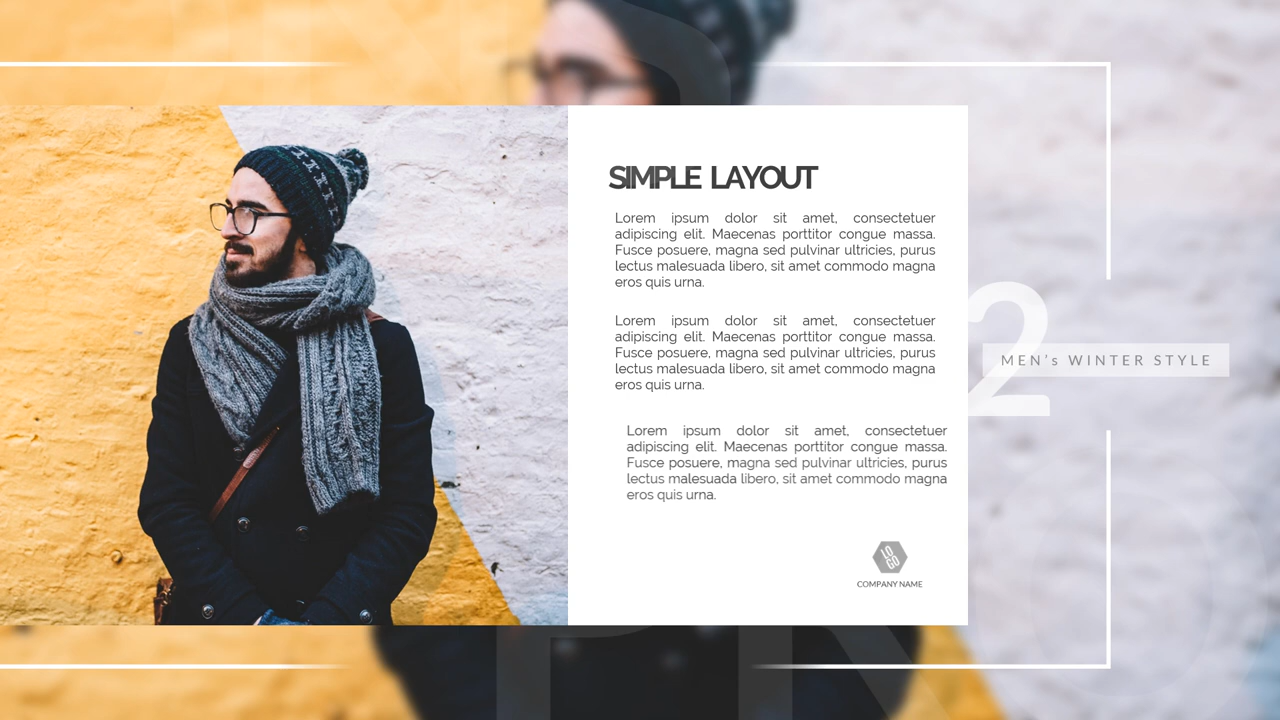 SIMPLE LAYOUT
Lorem ipsum dolor sit amet, consectetuer
adipiscing elit. Maecenas porttitor congue massa.
Fusce posuere, magna sed pulvinar ultricies, purus
lectus malesuada libero, sit amet commodo magna
eros quis urna.
Lorem ipsum dolor sit amet, consectetuer
adipiscing elit. Maecenas porttitor congue massa.
Fusce posuere, magna sed pulvinar ultricies, purus
lectus malesuada libero, sit amet commodo magna
eros quis urna.
Lorem ipsum dolor sit amet, consectetuer
adipiscing elit. Maecenas porttitor congue massa.
Fusce posuere, magna sed pulvinar ultricies, purus
lectus malesuada libero, sit amet commodo magna
eros quis urna.
LO
GO
COMPANY NAME
2
MEN's WINTER STYLE